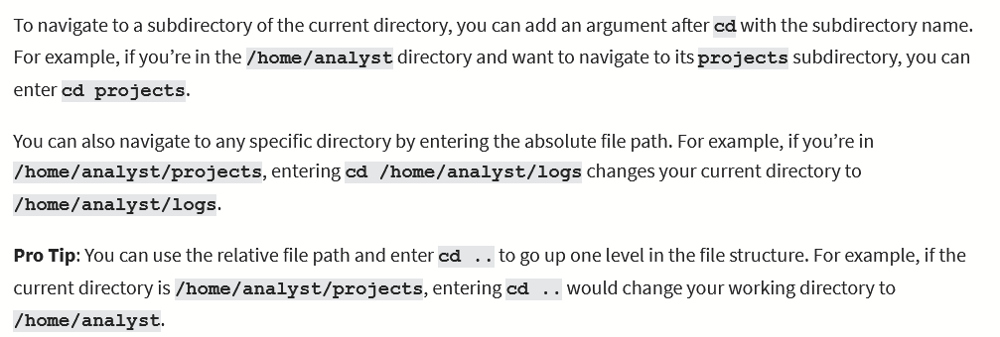 To navigate to a subdirectory of the current directory, you can add an argument after cd with the subdirectory name.
For example, if you’re in the /home/analyst directory and want to navigate to its projects subdirectory, you can
enter cd projects.
You can also navigate to any specific directory by entering the absolute file path. For example, if you’re in
/home/analyst/projects, entering cd /home/analyst/logs changes your current directory to
/home/analyst/logs.
Pro Tip: You can use the relative file path and enter cd .. to go up one level in the file structure. For example, if the
current directory is /home/analyst/projects, entering cd .. would change your working directory to
/home/analyst.